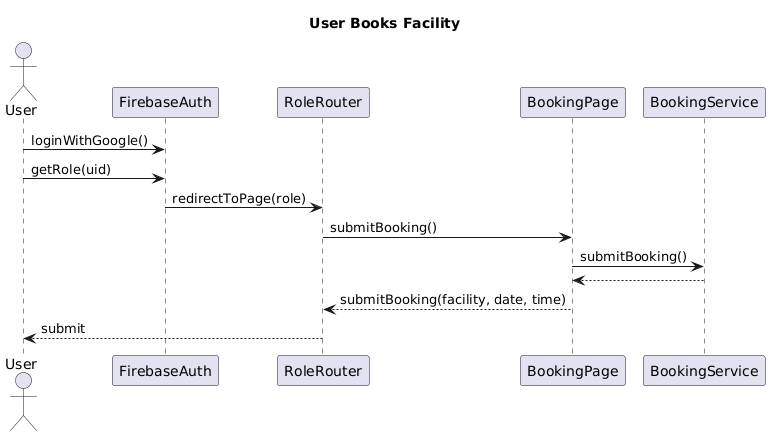 User Books Facility
User
FirebaseAuth
RoleRouter
BookingPage
BookingService
loginWithGoogle()
getRole(uid)
redirectToPage(role)
submitBooking()
submitBooking()
submitBooking(facility, date, time)
submit
User
FirebaseAuth
RoleRouter
BookingPage
BookingService